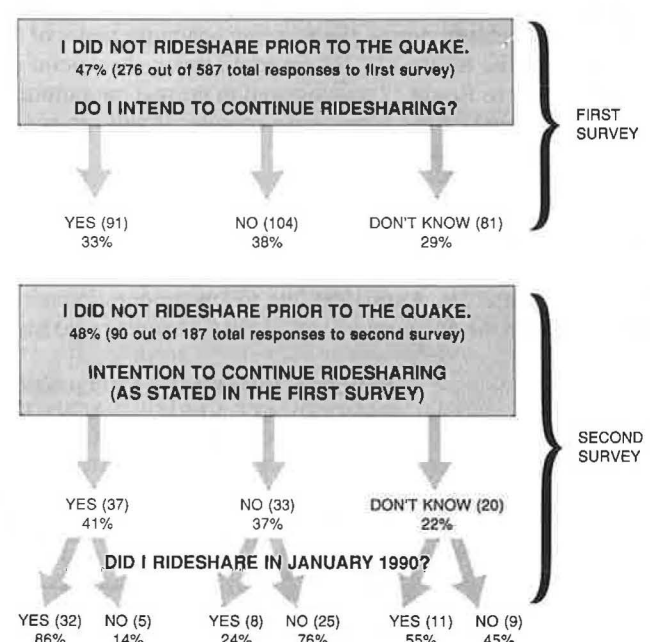 I DID NOT RIDESHARE PRIOR TO THE QUAKE.
47% (276 out of 587 total responses to first survey)
DO I INTEND TO CONTINUE RIDESHARING?
FIRST
SURVEY
YES (91)
33%
NO (104)
38%
DON'T KNOW (81)
29%
I DID NOT RIDESHARE PRIOR TO THE QUAKE.
48% (90 out of 187 total responses to second survey)
INTENTION TO CONTINUE RIDESHARING
(AS STATED IN THE FIRST SURVEY)
SECOND
SURVEY
YES (37)
41%
NO (33)
37%
DON'T KNOW (20)
22%
DID I RIDESHARE IN JANUARY 1990?
YES (32)
86%
NO (5)
14%
YES (8)
24%
NO (25)
76%
YES (11)
55%
NO (9)
45%